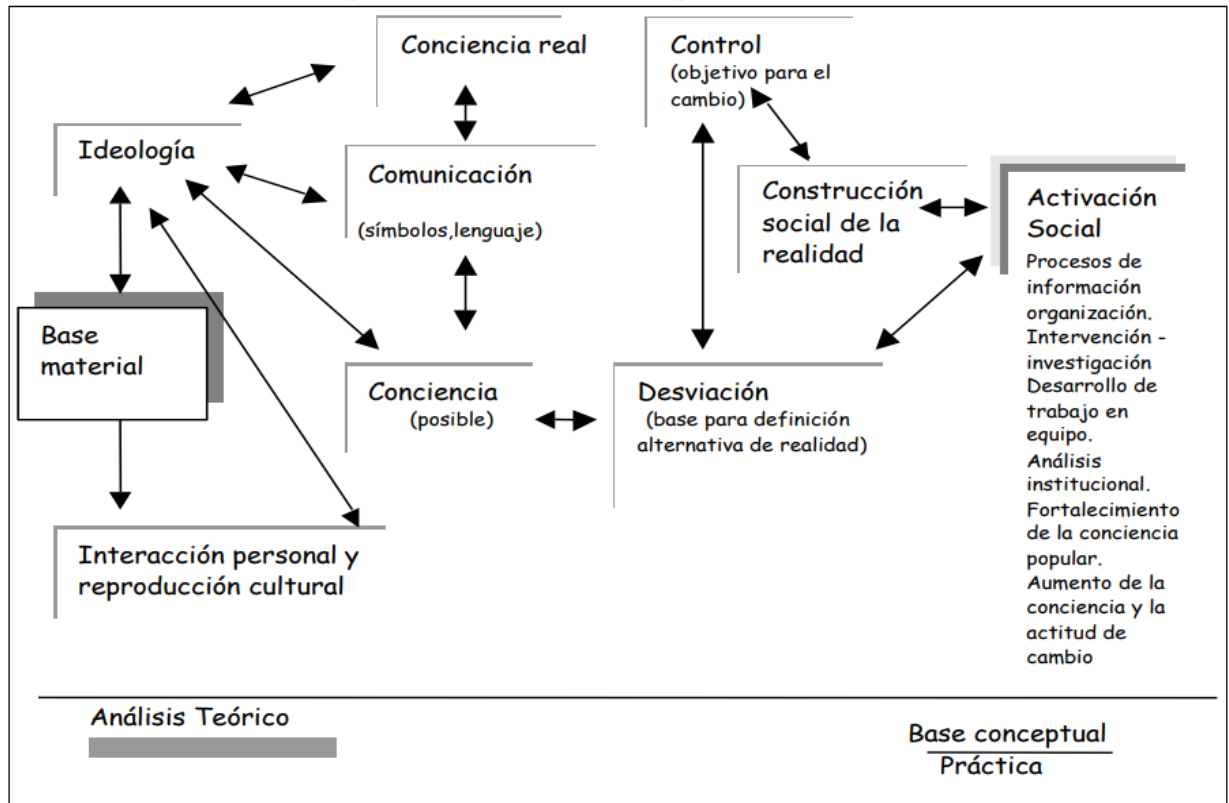 Conciencia real
Control
(objetivo para el
cambio)
Ideología
Comunicación
(símbolos,lenguaje)
Construcción
social de la
realidad
Activación
Social
Procesos de
información
organización.
Intervención -
investigación
Desarrollo de
trabajo en
equipo.
Análisis
institucional.
Fortalecimiento
de la conciencia
popular.
Aumento de la
conciencia y la
actitud de
cambio
Base
material
Conciencia
(posible)
Desviación
(base para definición
alternativa de realidad)
Interacción personal y
reproducción cultural
Análisis Teórico
Base conceptual
Práctica